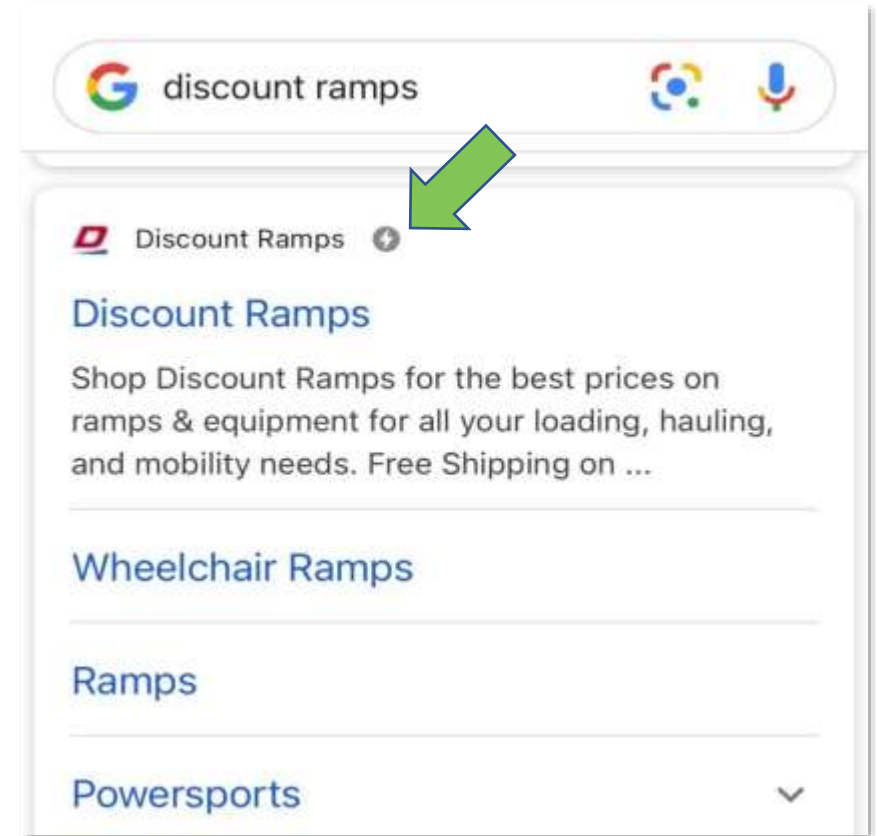 discount ramps
Discount Ramps
Discount Ramps
Shop Discount Ramps for the best prices on
ramps & equipment for all your loading, hauling,
and mobility needs. Free Shipping on ...
Wheelchair Ramps
Ramps
Powersports